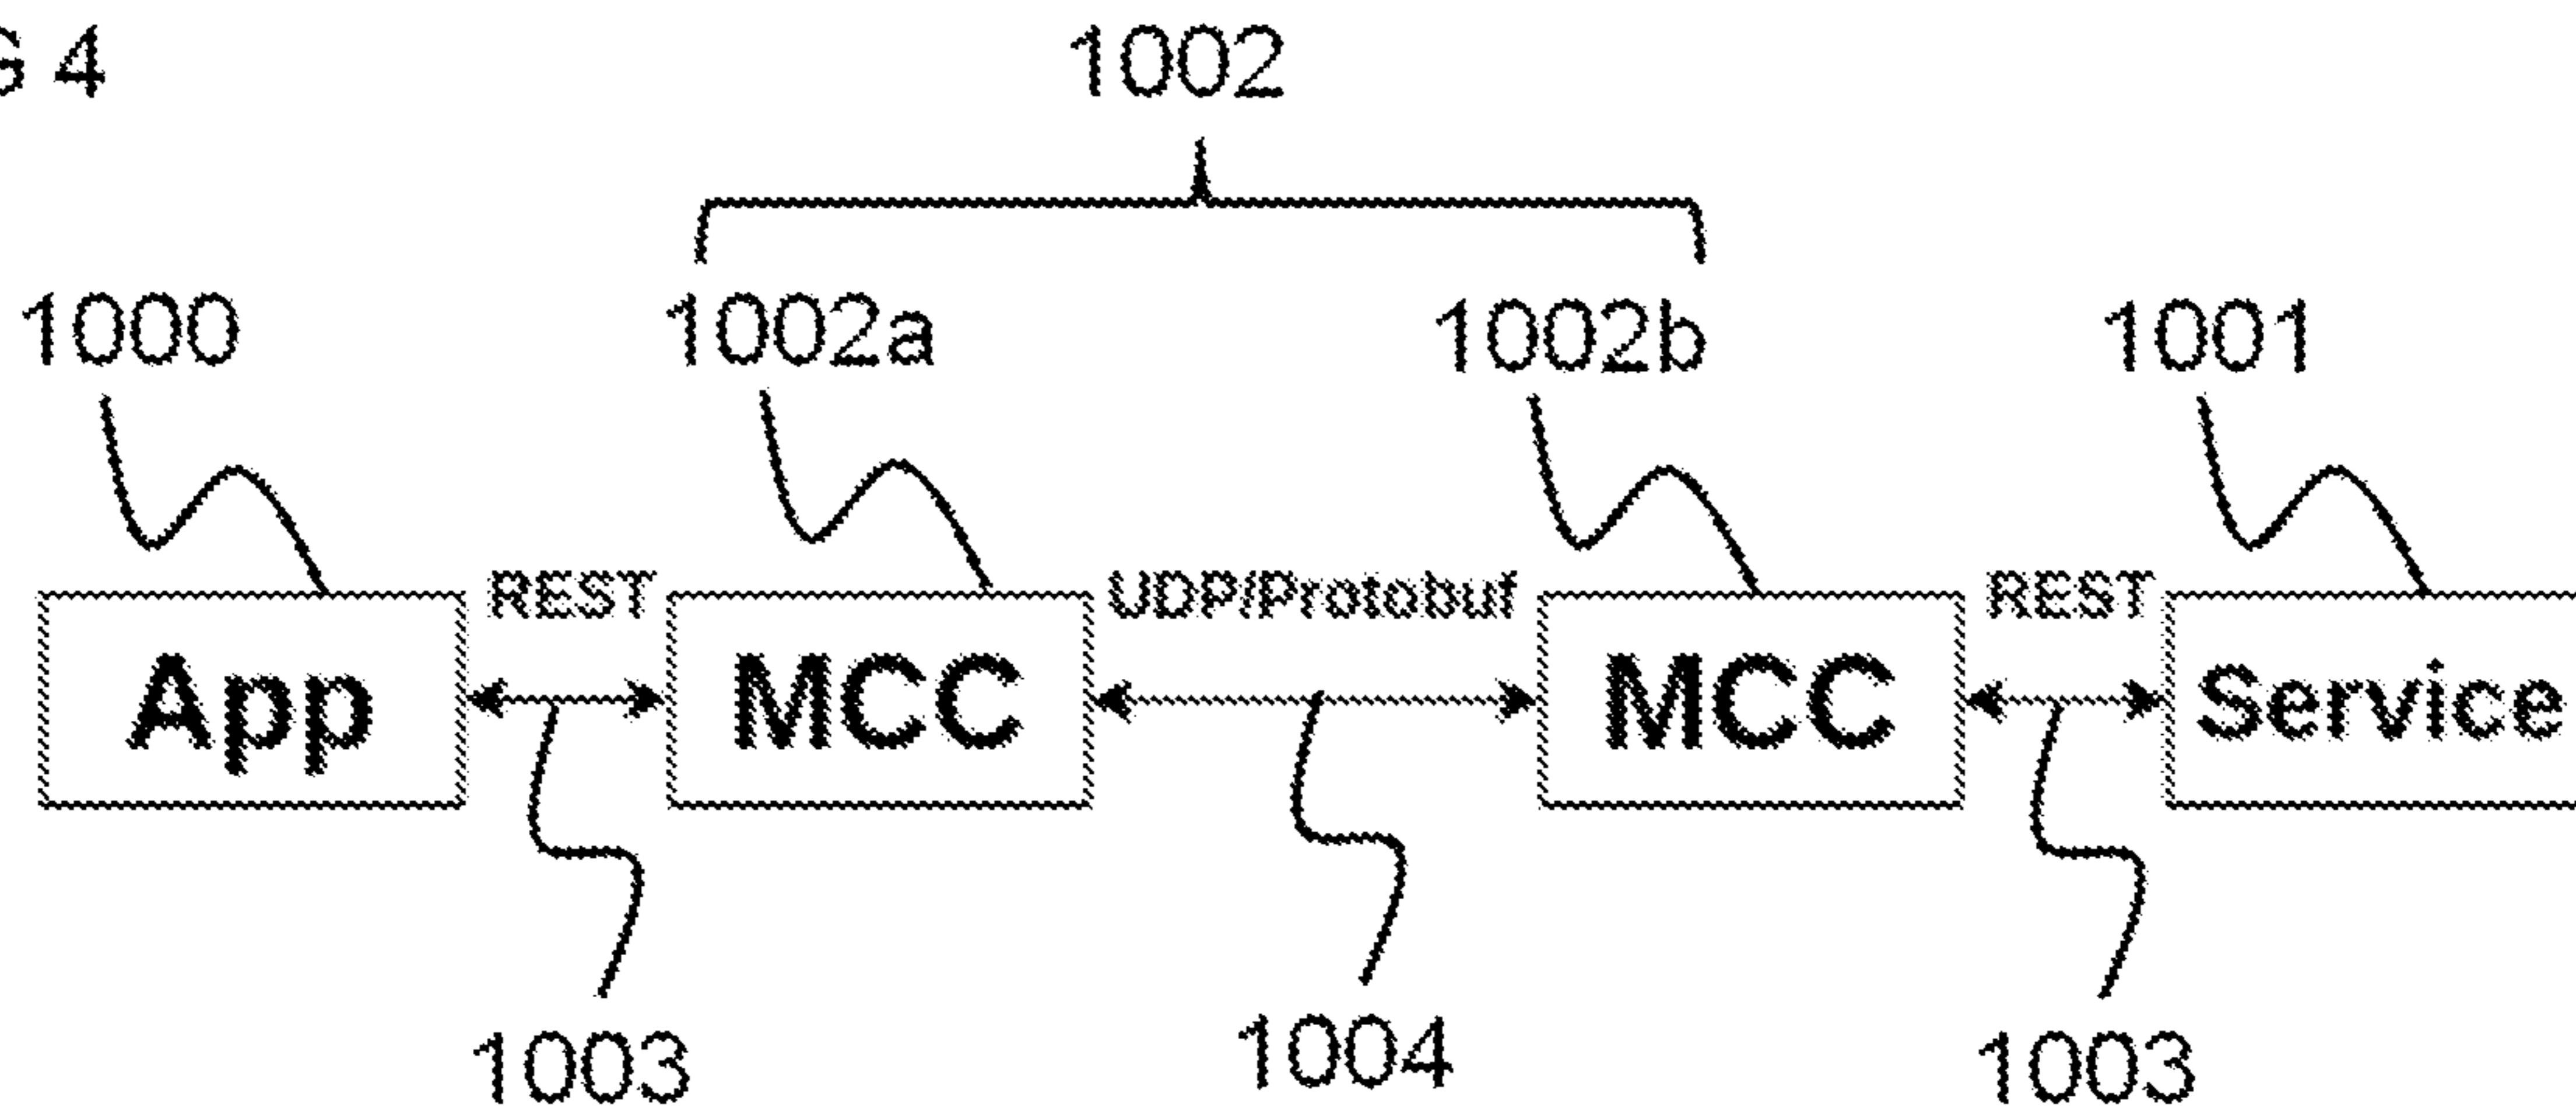 G 4
1002
1000 1002a 1002b 1001
REST UDP/Protobuf REST
App MCC MCC Service
1003 1004 1003